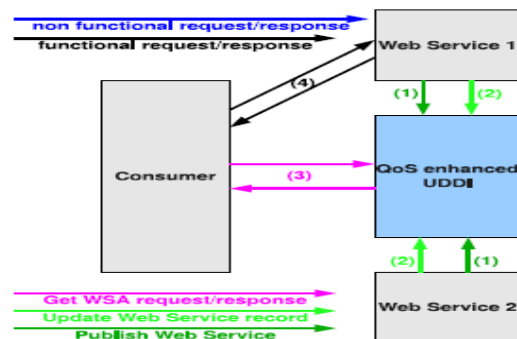 non functional request/response
functional request/response
Web Service 1
(4)
(1)
(2)
Consumer
(3)
QoS enhanced
UDDI
(2)
(1)
Get WSA request/response
Update Web Service record
Publish Web Service
Web Service 2